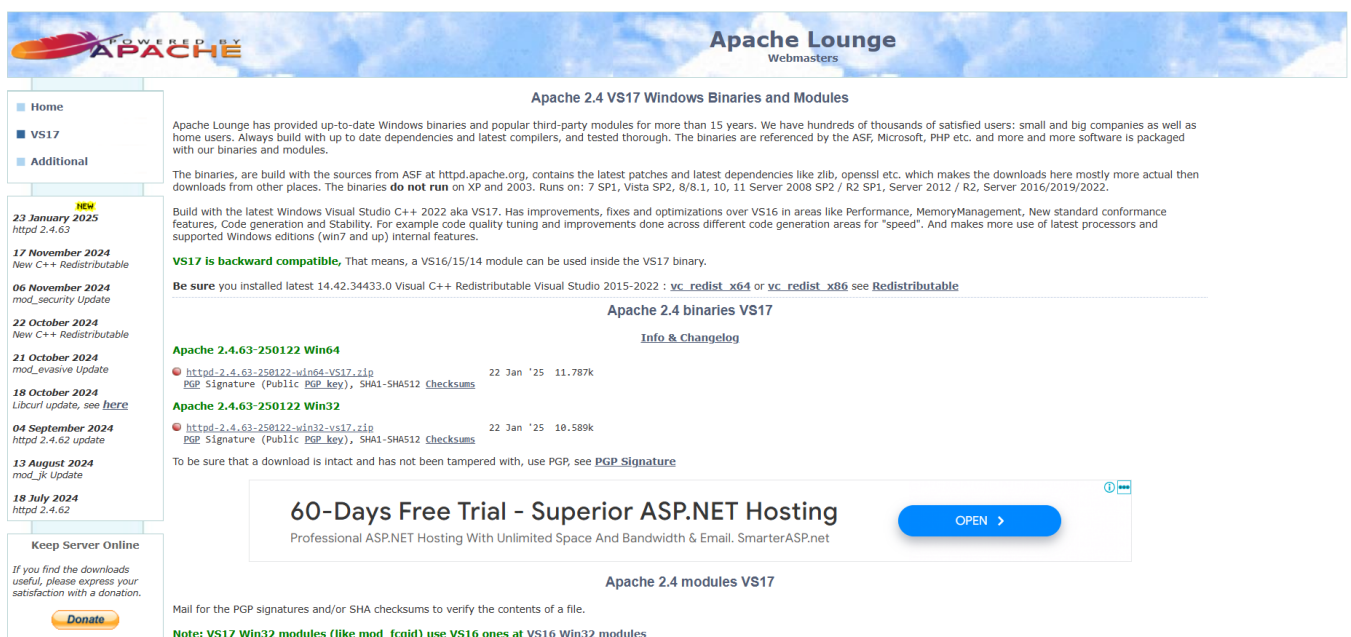 POWERED BY
APACHE
Apache Lounge
Webmasters
Home
VS17
Additional
NEW
23 January 2025
httpd 2.4.63
17 November 2024
New C++ Redistributable
06 November 2024
mod_security Update
22 October 2024
New C++ Redistributable
21 October 2024
mod_evasive Update
18 October 2024
Libcurl update, see here
04 September 2024
httpd 2.4.62 update
13 August 2024
mod_jk Update
18 July 2024
httpd 2.4.62
Keep Server Online
If you find the downloads
useful, please express your
satisfaction with a donation.
Donate
Apache 2.4 VS17 Windows Binaries and Modules
Apache Lounge has provided up-to-date Windows binaries and popular third-party modules for more than 15 years. We have hundreds of thousands of satisfied users: small and big companies as well as
home users. Always build with up to date dependencies and latest compilers, and tested thorough. The binaries are referenced by the ASF, Microsoft, PHP etc. and more and more software is packaged
with our binaries and modules.
The binaries, are build with the sources from ASF at httpd.apache.org, contains the latest patches and latest dependencies like zlib, openssl etc. which makes the downloads here mostly more actual then
downloads from other places. The binaries do not run on XP and 2003. Runs on: 7 SP1, Vista SP2, 8/8.1, 10, 11 Server 2008 SP2 / R2 SP1, Server 2012 / R2, Server 2016/2019/2022.
Build with the latest Windows Visual Studio C++ 2022 aka VS17. Has improvements, fixes and optimizations over VS16 in areas like Performance, MemoryManagement, New standard conformance
features, Code generation and Stability. For example code quality tuning and improvements done across different code generation areas for "speed". And makes more use of latest processors and
supported Windows editions (win7 and up) internal features.
VS17 is backward compatible, That means, a VS16/15/14 module can be used inside the VS17 binary.
Be sure you installed latest 14.42.34433.0 Visual C++ Redistributable Visual Studio 2015-2022 : vc_redist_x64 or vc_redist_x86 see Redistributable
Apache 2.4 binaries VS17
Info & Changelog
Apache 2.4.63-250122 Win64
httpd-2.4.63-250122-win64-VS17.zip 22 Jan '25 11.787k
PGP Signature (Public PGP key), SHA1-SHA512 Checksums
Apache 2.4.63-250122 Win32
httpd-2.4.63-250122-win32-vs17.zip 22 Jan '25 10.589k
PGP Signature (Public PGP key), SHA1-SHA512 Checksums
To be sure that a download is intact and has not been tampered with, use PGP, see PGP Signature
60-Days Free Trial - Superior ASP.NET Hosting
Professional ASP.NET Hosting With Unlimited Space And Bandwidth & Email. SmarterASP.net
OPEN
Apache 2.4 modules VS17
Mail for the PGP signatures and/or SHA checksums to verify the contents of a file.
Note: VS17 Win32 modules (like mod_fcgid) use VS16 ones at VS16 Win32 modules